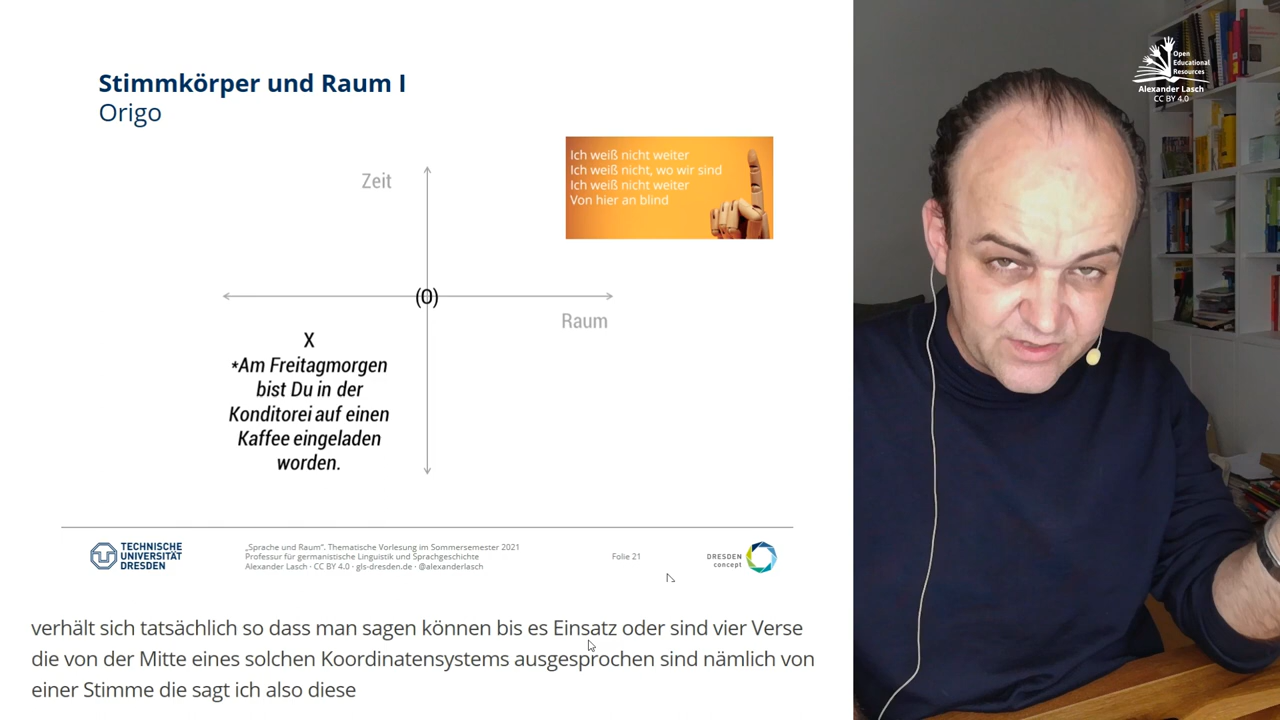 Stimmkörper und Raum I
Origo
Ich weiß nicht weiter
Ich weiß nicht, wo wir sind
Ich weiß nicht weiter
Von hier an blind
Zeit
(0)
Raum
X
*Am Freitagmorgen
bist Du in der
Konditorei auf einen
Kaffee eingeladen
worden.
TECHNISCHE
UNIVERSITÄT
DRESDEN
„Sprache und Raum“. Thematische Vorlesung im Sommersemester 2021
Professur für germanistische Linguistik und Sprachgeschichte
Alexander Lasch · CC BY 4.0 · gls-dresden.de · @alexanderlasch
Folie 21
DRESDEN
concept
Open
Educational
Resources
Alexander Lasch
CC BY 4.0
verhält sich tatsächlich so dass man sagen können bis es Einsatz oder sind vier Verse
die von der Mitte eines solchen Koordinatensystems ausgesprochen sind nämlich von
einer Stimme die sagt ich also diese